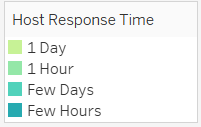 Host Response Time
1 Day
1 Hour
Few Days
Few Hours